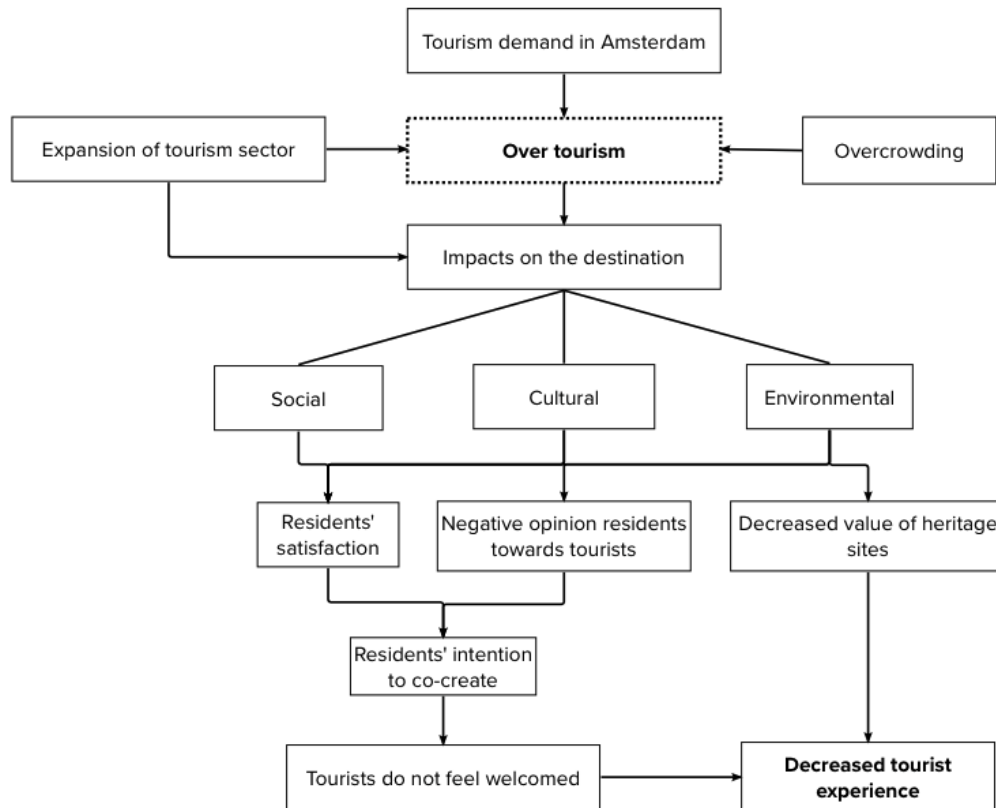 Tourism demand in Amsterdam
Expansion of tourism sector
Over tourism
Overcrowding
Impacts on the destination
Social
Cultural
Environmental
Residents'
satisfaction
Negative opinion residents
towards tourists
Decreased value of heritage
sites
Residents' intention
to co-create
Tourists do not feel welcomed
Decreased tourist
experience